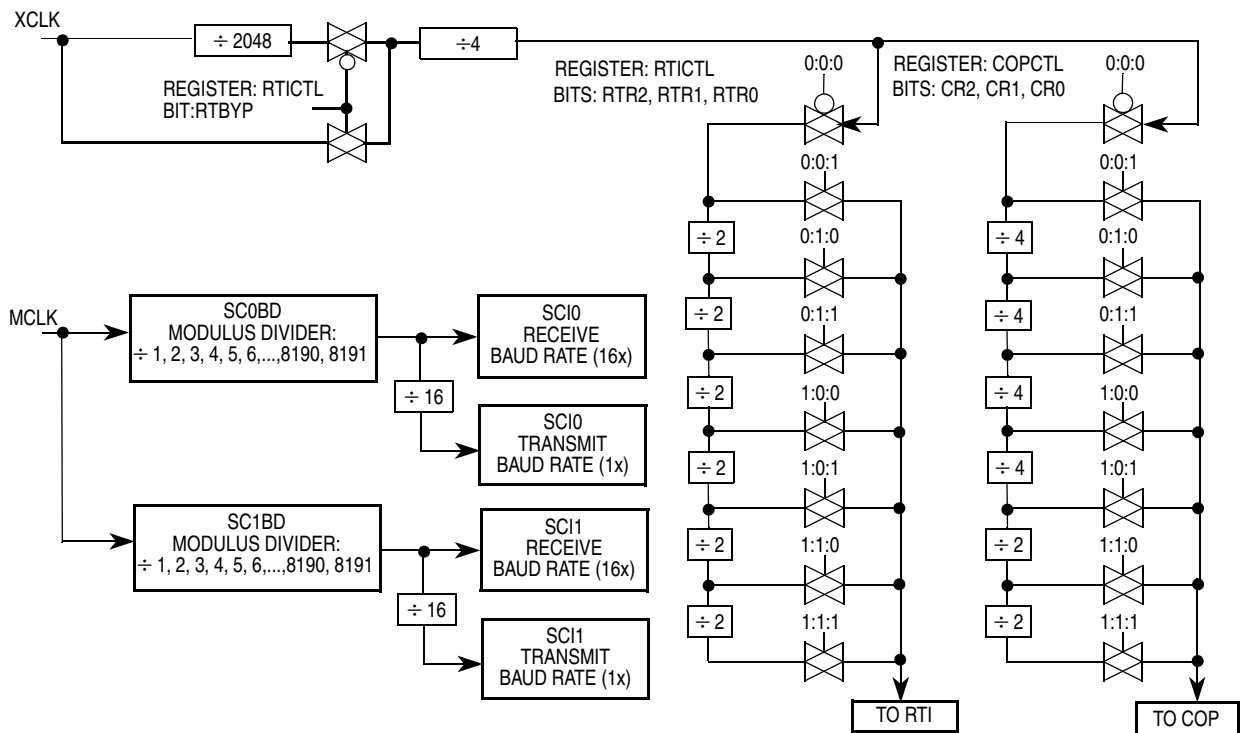 XCLK
÷ 2048
÷4
REGISTER: RTICTL
BIT:RTBYP
REGISTER: RTICTL
BITS: RTR2, RTR1, RTR0
0:0:0
REGISTER: COPCTL
BITS: CR2, CR1, CR0
0:0:0
0:0:1
÷ 2
0:1:0
÷ 2
0:1:1
÷ 2
1:0:0
÷ 2
1:0:1
÷ 2
1:1:0
÷ 2
1:1:1
TO RTI
0:0:1
÷ 4
0:1:0
÷ 4
0:1:1
÷ 4
1:0:0
÷ 4
1:0:1
÷ 2
1:1:0
÷ 2
1:1:1
TO COP
MCLK
SC0BD
MODULUS DIVIDER:
÷ 1, 2, 3, 4, 5, 6,...,8190, 8191
SCI0
RECEIVE
BAUD RATE (16x)
÷ 16
SCI0
TRANSMIT
BAUD RATE (1x)
SC1BD
MODULUS DIVIDER:
÷ 1, 2, 3, 4, 5, 6,...,8190, 8191
SCI1
RECEIVE
BAUD RATE (16x)
÷ 16
SCI1
TRANSMIT
BAUD RATE (1x)